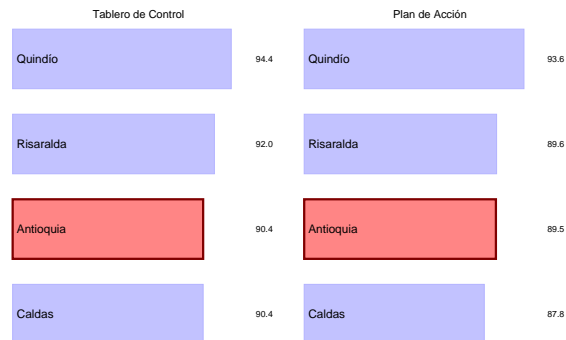 Tablero de Control
Quindío 94.4
Risaralda 92.0
Antioquia 90.4
Caldas 90.4
Plan de Acción
Quindío 93.6
Risaralda 89.6
Antioquia 89.5
Caldas 87.8